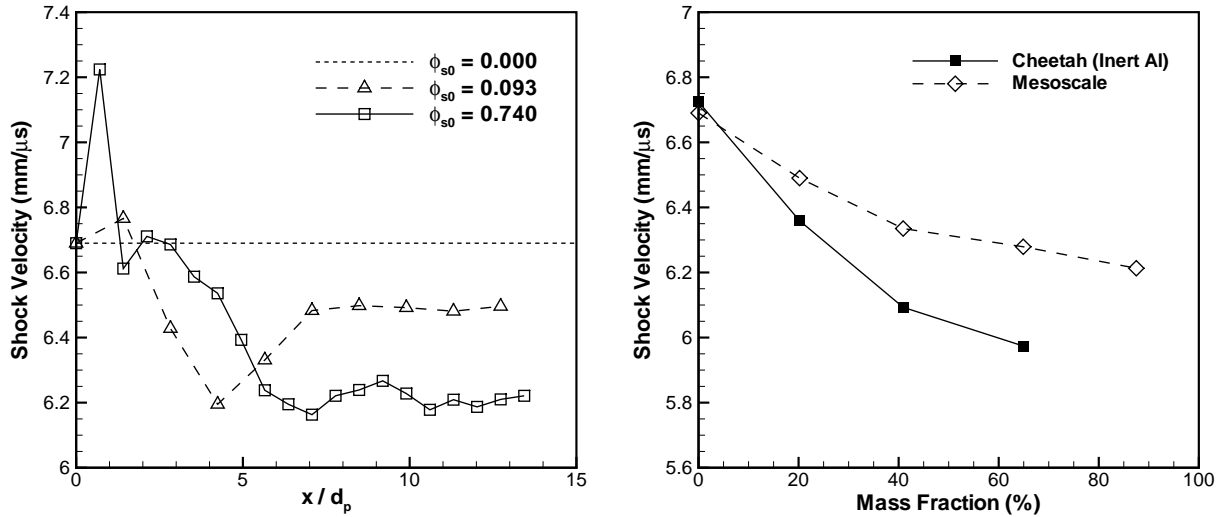 7.4
7.2
7
6.8
6.6
6.4
6.2
6
0
5
10
15
Shock Velocity (mm/μs)
x / dₚ
ϕₛ₀ = 0.000
ϕₛ₀ = 0.093
ϕₛ₀ = 0.740
7
6.8
6.6
6.4
6.2
6
5.8
5.6
0
20
40
60
80
100
Shock Velocity (mm/μs)
Mass Fraction (%)
Cheetah (Inert Al)
Mesoscale